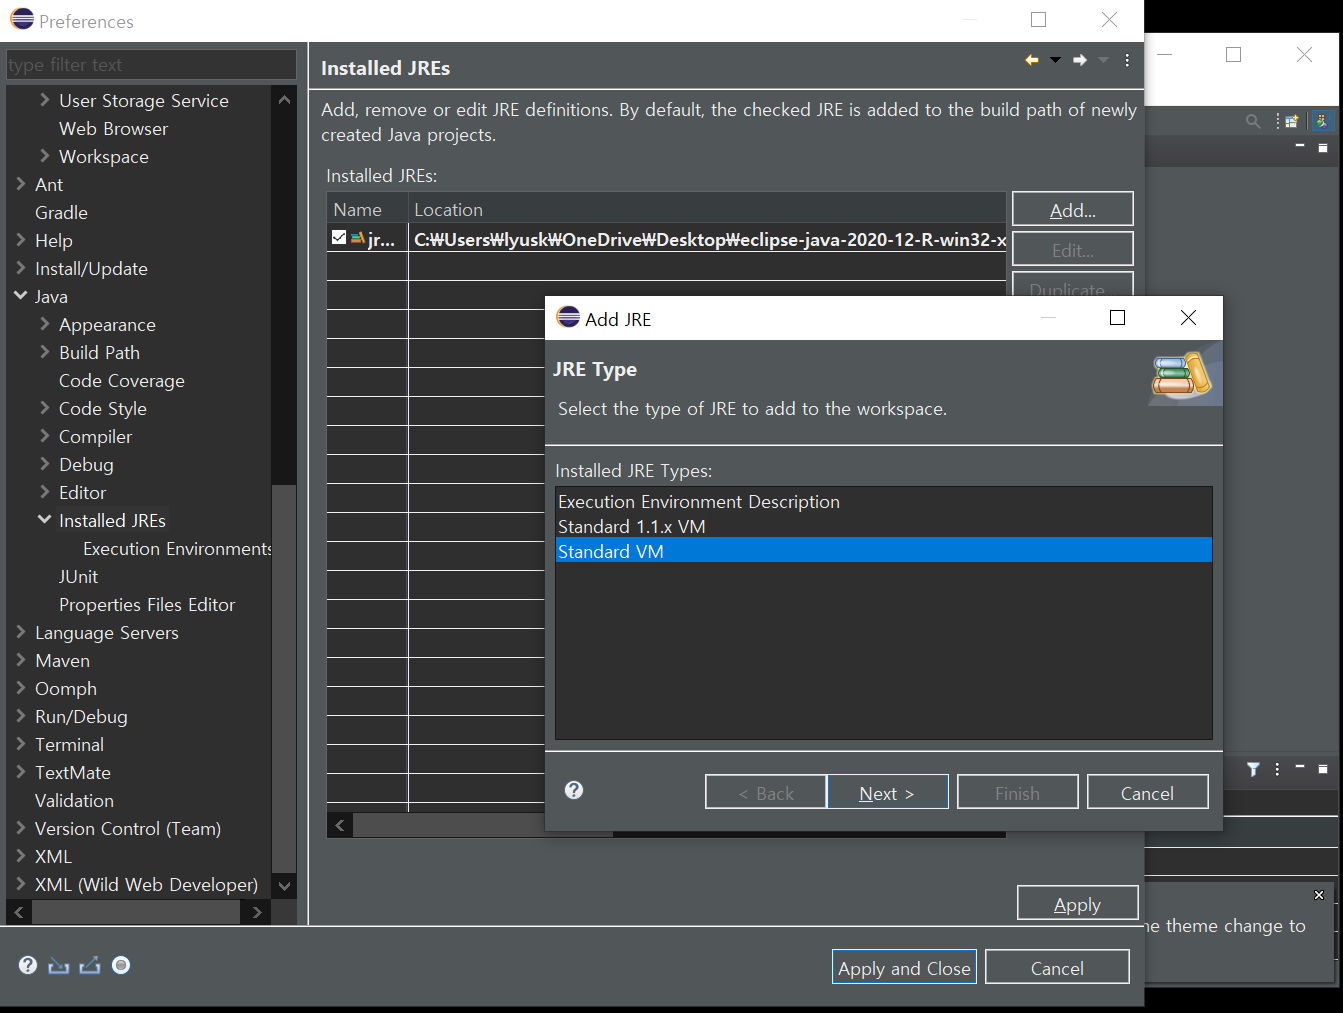 Preferences
type filter text
User Storage Service
Web Browser
Workspace
Ant
Gradle
Help
Install/Update
Java
Appearance
Build Path
Code Coverage
Code Style
Compiler
Debug
Editor
Installed JREs
Execution Environments
JUnit
Properties Files Editor
Language Servers
Maven
Oomph
Run/Debug
Terminal
TextMate
Validation
Version Control (Team)
XML
XML (Wild Web Developer)
Installed JREs
Add, remove or edit JRE definitions. By default, the checked JRE is added to the build path of newly
created Java projects.
Installed JREs:
Name Location
jr... C:₩Users₩lyusk₩OneDrive₩Desktop₩eclipse-java-2020-12-R-win32-x
Add...
Edit...
Duplicate
Add JRE
JRE Type
Select the type of JRE to add to the workspace.
Installed JRE Types:
Execution Environment Description
Standard 1.1.x VM
Standard VM
< Back
Next >
Finish
Cancel
Apply
Apply and Close
Cancel
theme change to